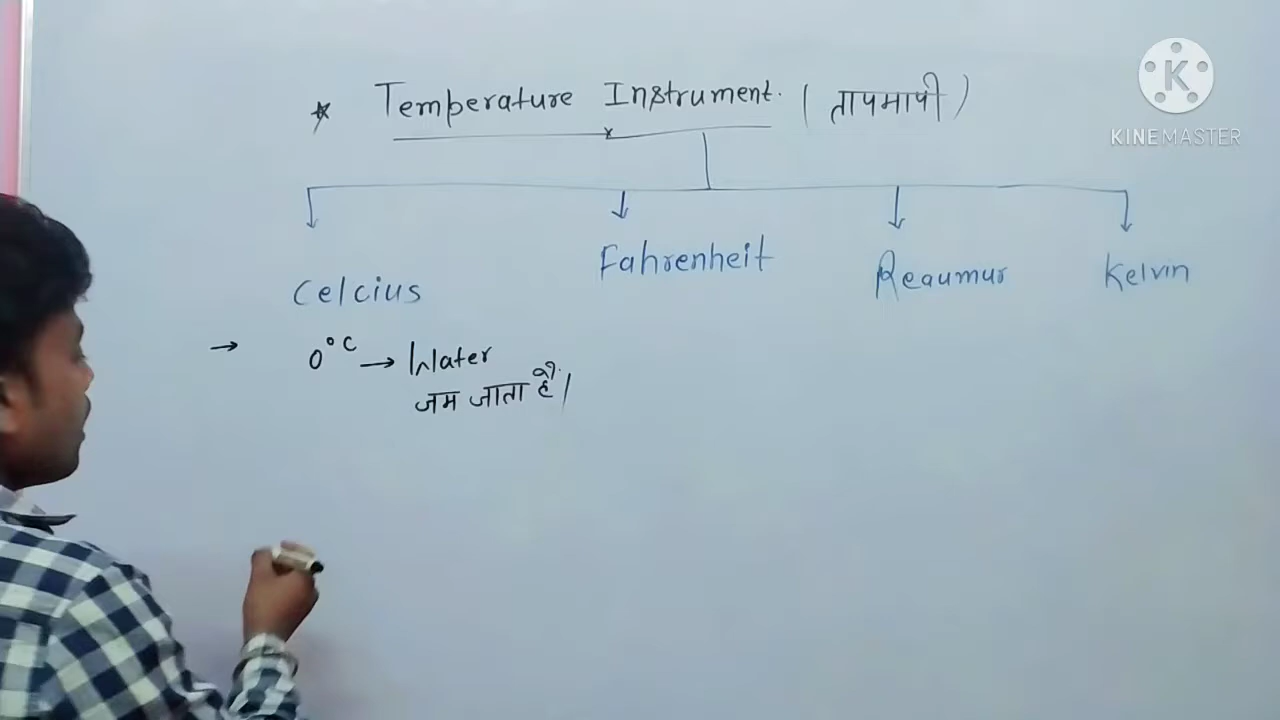 * Temperature Instrument. (तापमापी)
Celcius Fahrenheit Reaumur Kelvin
→ 0°C → Water
जम जाता है।
K
KINEMASTER